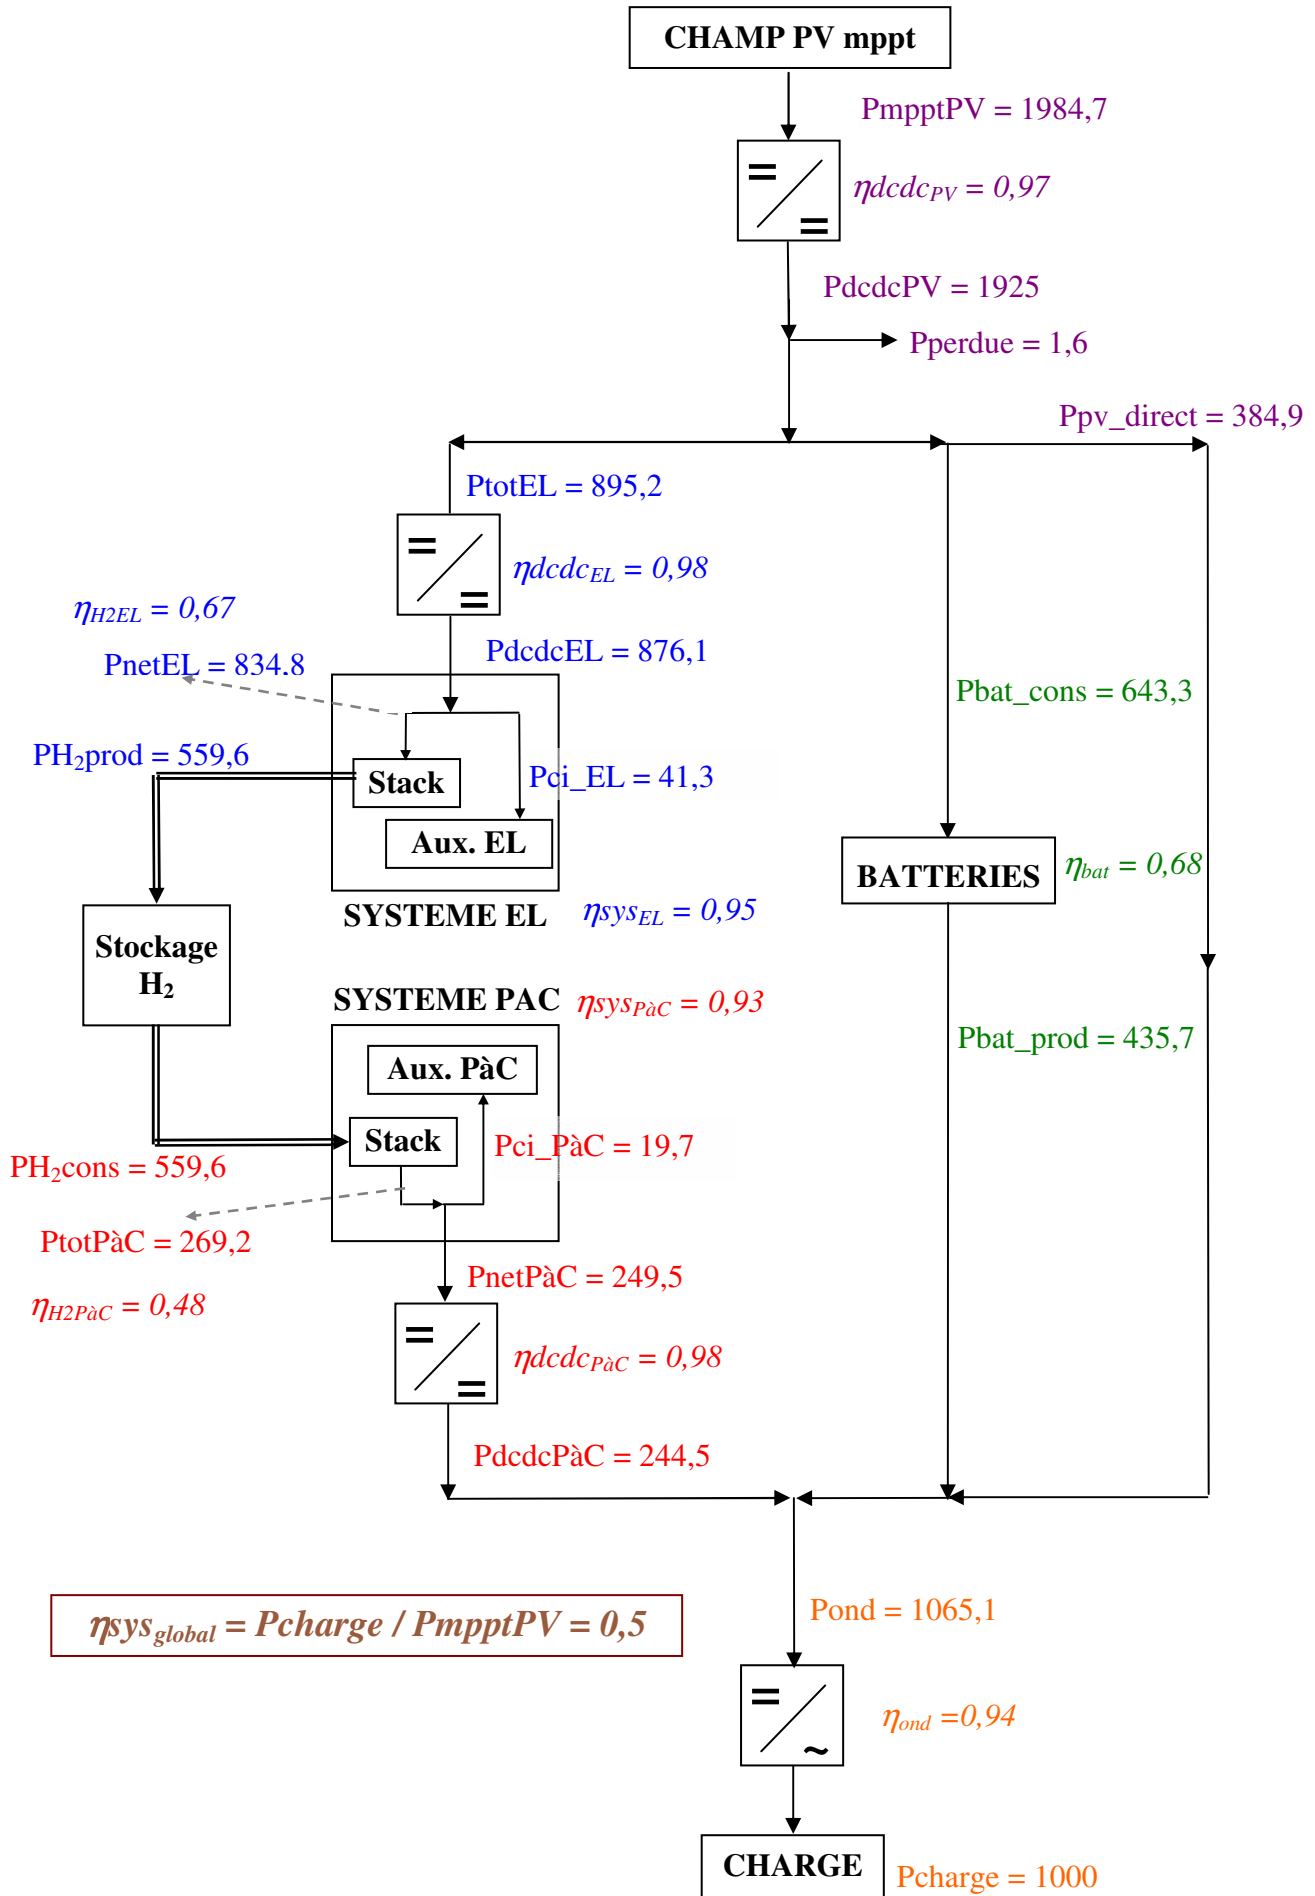 CHAMP PV mppt
PmpptPV = 1984,7
=
=
ηdcdcPV = 0,97
PdcdcPV = 1925
Pperdue = 1,6
Ppv_direct = 384,9
PtotEL = 895,2
=
=
ηdcdcEL = 0,98
ηH2EL = 0,67
PdcdcEL = 876,1
PnetEL = 834,8
Pbat_cons = 643,3
PH₂prod = 559,6
Stack
Pci_EL = 41,3
Aux. EL
BATTERIES
ηbat = 0,68
SYSTEME EL
ηsysEL = 0,95
Stockage
H₂
SYSTEME PAC
ηsysPàC = 0,93
Pbat_prod = 435,7
Aux. PàC
Stack
Pci_PàC = 19,7
PH₂cons = 559,6
PtotPàC = 269,2
PnetPàC = 249,5
ηH2PàC = 0,48
=
=
ηdcdcPàC = 0,98
PdcdcPàC = 244,5
ηsysglobal = Pcharge / PmpptPV = 0,5
Pond = 1065,1
=
~
ηond =0,94
CHARGE
Pcharge = 1000